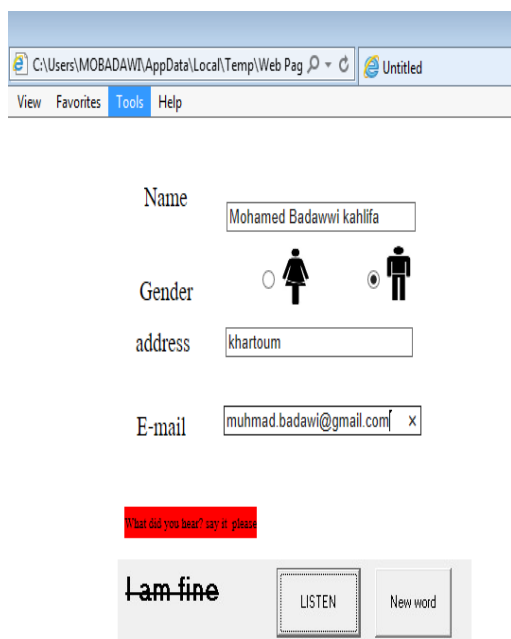 C:\Users\MOBADAWI\AppData\Local\Temp\Web Pag
Untitled
View Favorites Tools Help
Name
Mohamed Badawwi kahlifa
Gender
address
khartoum
E-mail
muhmad.badawi@gmail.com
What did you hear? say it please
I am fine
LISTEN
New word